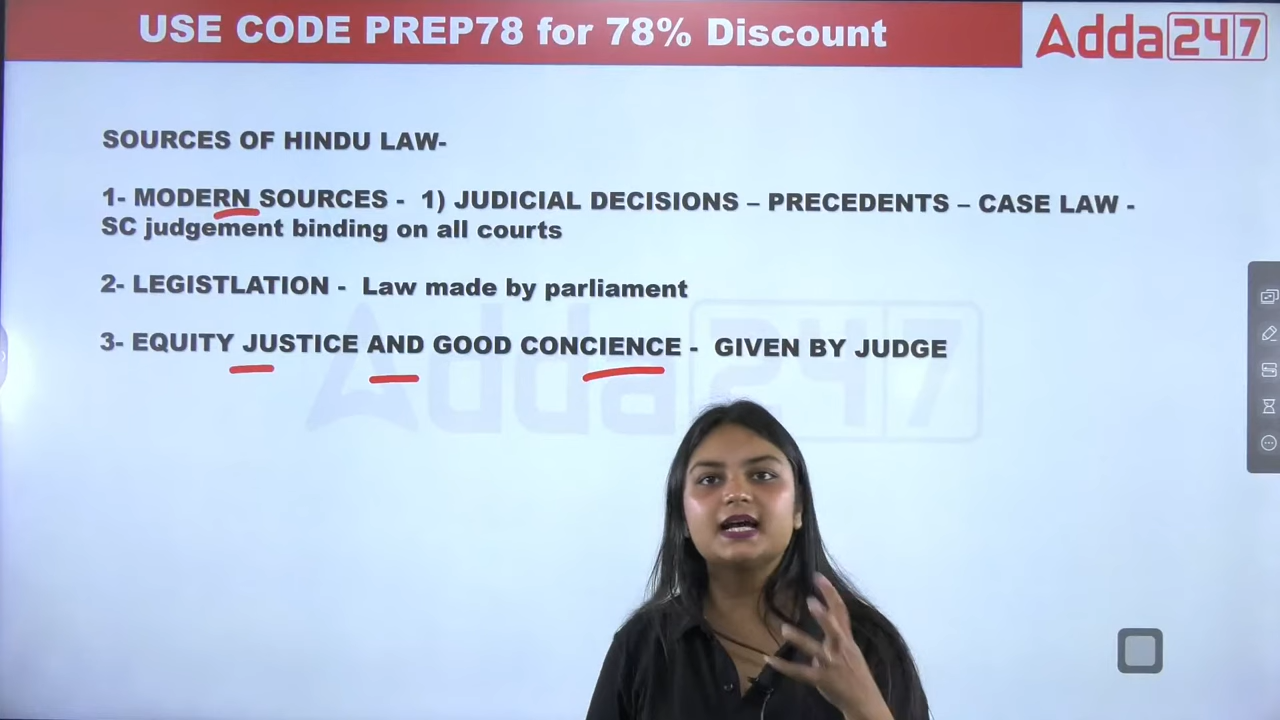 USE CODE PREP78 for 78% Discount
Adda247
SOURCES OF HINDU LAW-
1- MODERN SOURCES - 1) JUDICIAL DECISIONS – PRECEDENTS – CASE LAW -
SC judgement binding on all courts
2- LEGISTLATION - Law made by parliament
3- EQUITY JUSTICE AND GOOD CONCIENCE - GIVEN BY JUDGE
Adda247